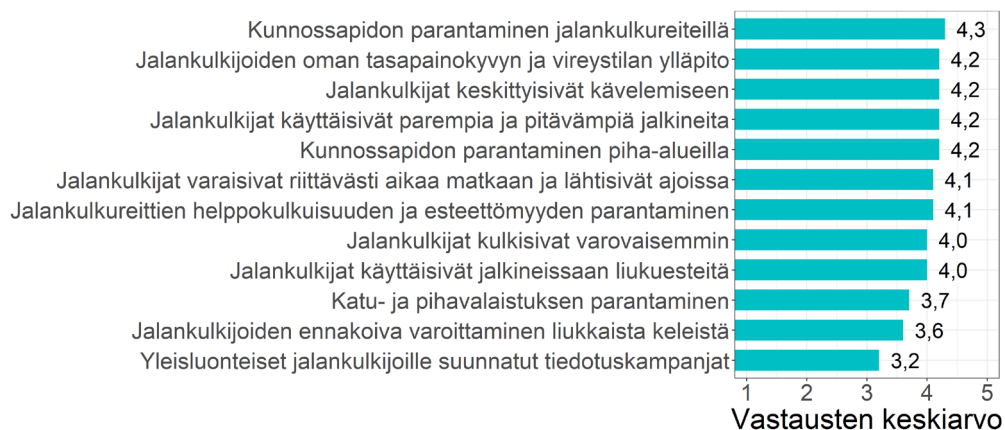 Kunnossapidon parantaminen jalankulkureiteillä 4,3
Jalankulkijoiden oman tasapainokyvyn ja vireystilan ylläpito 4,2
Jalankulkijat keskittyisivät kävelemiseen 4,2
Jalankulkijat käyttäisivät parempia ja pitävämpiä jalkineita 4,2
Kunnossapidon parantaminen piha-alueilla 4,2
Jalankulkijat varaisivat riittävästi aikaa matkaan ja lähtisivät ajoissa 4,1
Jalankulkureittien helppokulkuisuuden ja esteettömyyden parantaminen 4,1
Jalankulkijat kulkisivat varovaisemmin 4,0
Jalankulkijat käyttäisivät jalkineissaan liukuesteitä 4,0
Katu- ja pihavalaistuksen parantaminen 3,7
Jalankulkijoiden ennakoiva varoittaminen liukkaista keleistä 3,6
Yleisluonteiset jalankulkijoille suunnatut tiedotuskampanjat 3,2
1 2 3 4 5
Vastausten keskiarvo